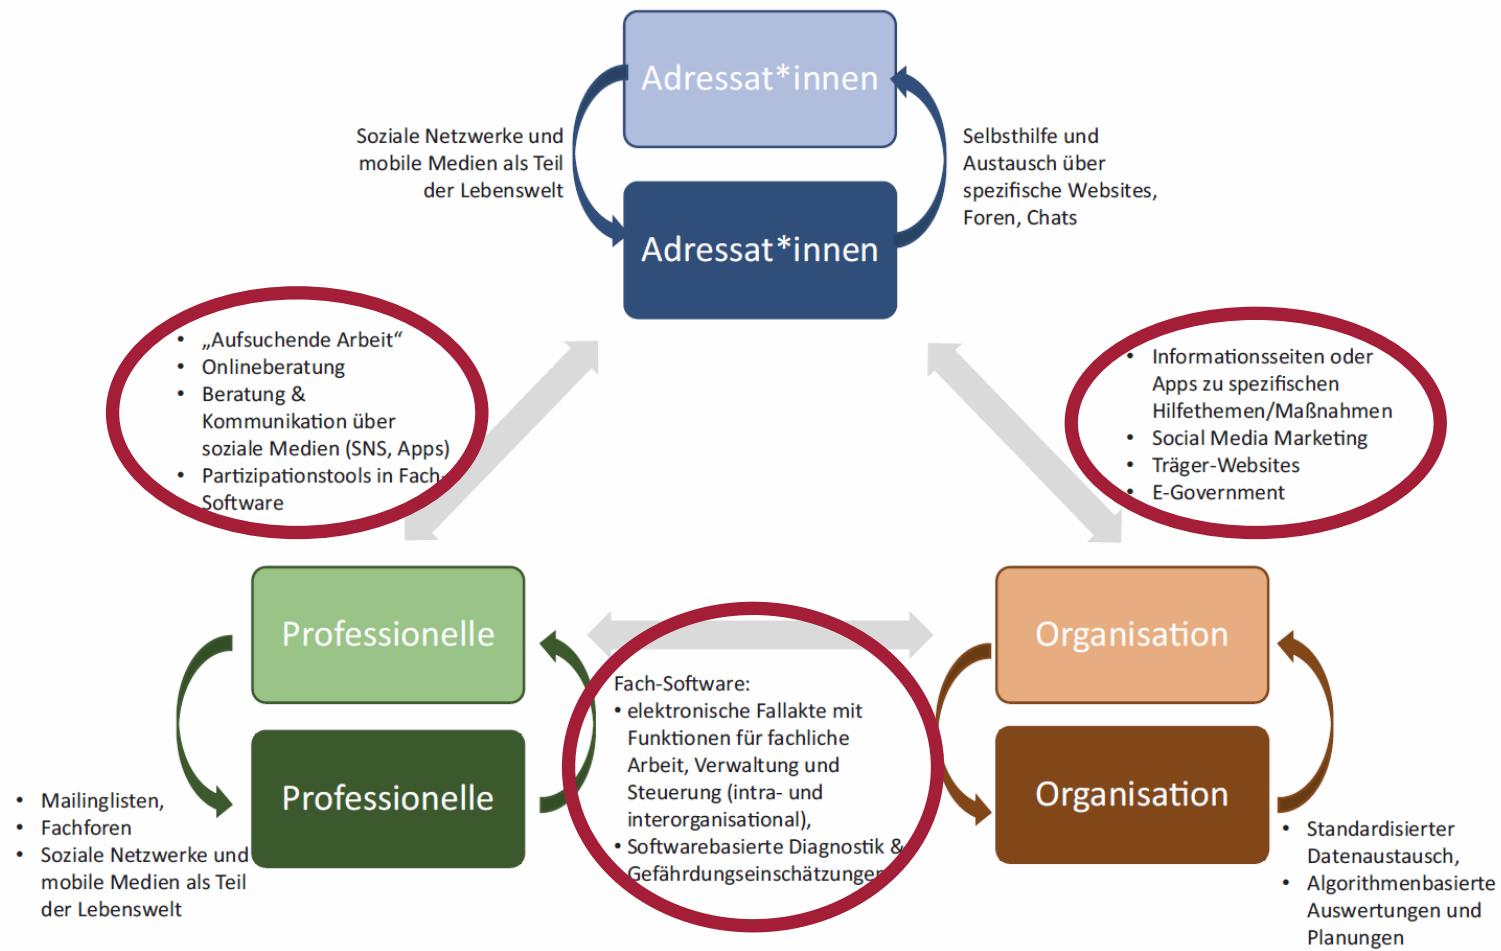 Adressat*innen
Soziale Netzwerke und
mobile Medien als Teil
der Lebenswelt
Selbsthilfe und
Austausch über
spezifische Websites,
Foren, Chats
Adressat*innen
• „Aufsuchende Arbeit“
• Onlineberatung
• Beratung &
Kommunikation über
soziale Medien (SNS, Apps)
• Partizipationstools in Fach-
Software
• Informationsseiten oder
Apps zu spezifischen
Hilfethemen/Maßnahmen
• Social Media Marketing
• Träger-Websites
• E-Government
Professionelle
Organisation
Fach-Software:
• elektronische Fallakte mit
Funktionen für fachliche
Arbeit, Verwaltung und
Steuerung (intra- und
interorganisational),
• Softwarebasierte Diagnostik &
Gefährdungseinschätzungen
Professionelle
Organisation
• Mailinglisten,
• Fachforen
• Soziale Netzwerke und
mobile Medien als Teil
der Lebenswelt
• Standardisierter
Datenaustausch,
• Algorithmenbasierte
Auswertungen und
Planungen